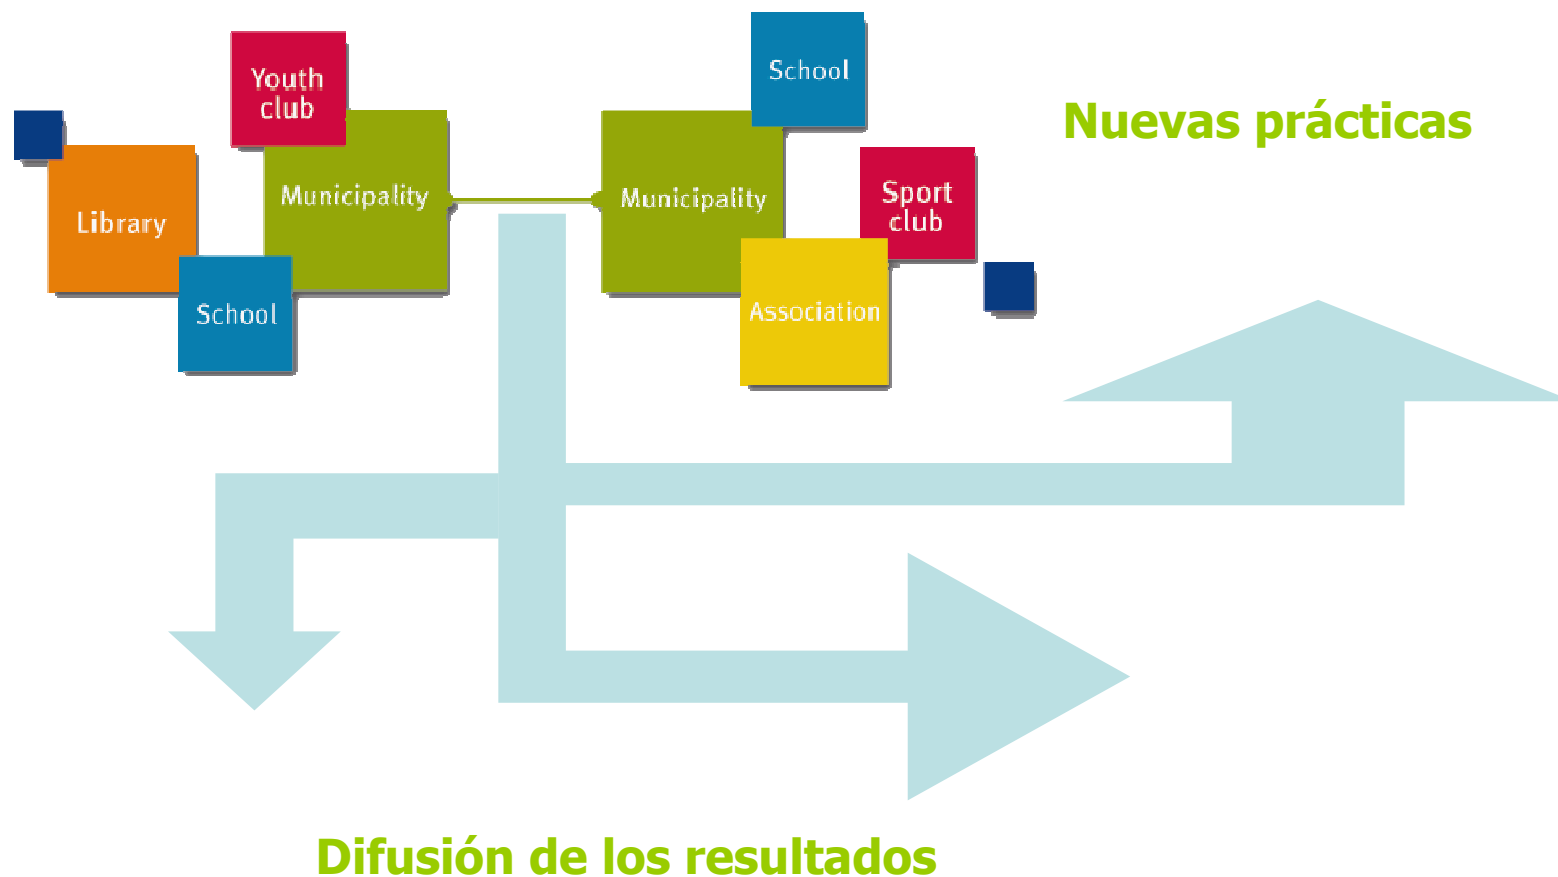 Youth
club
Municipality
Library
School
School
Municipality
Sport
club
Association
Nuevas prácticas
Difusión de los resultados